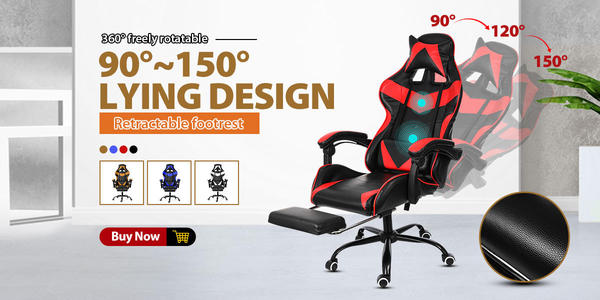 360° freely rotatable
90°~150°
LYING DESIGN
Retractable footrest
Buy Now
90°
120°
150°